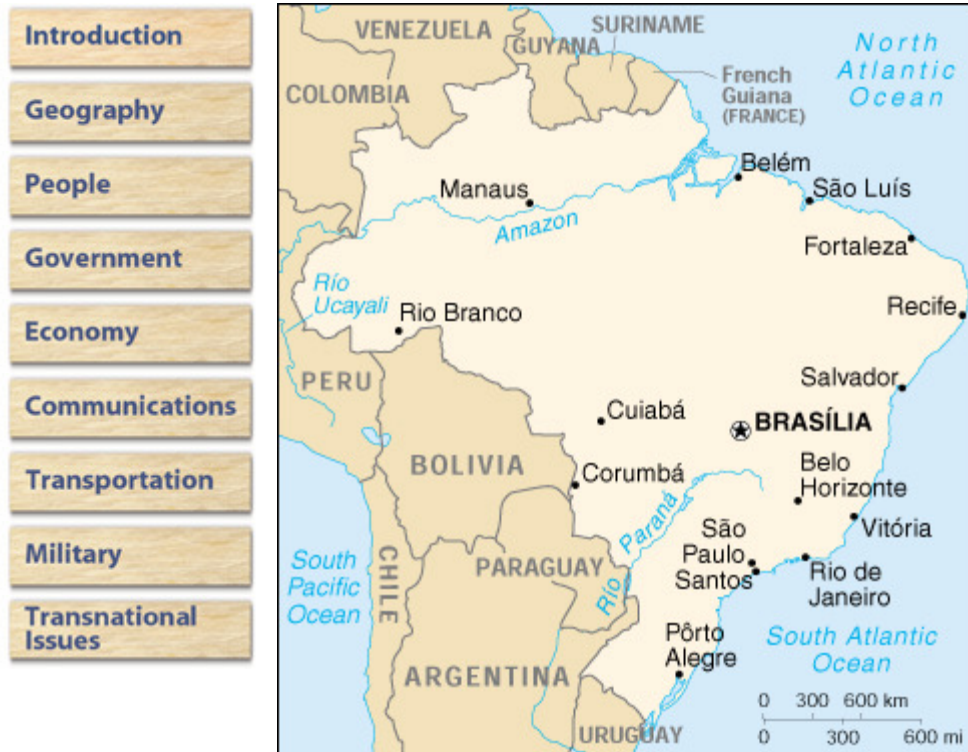 Introduction
Geography
People
Government
Economy
Communications
Transportation
Military
Transnational
Issues
VENEZUELA
SURINAME
GUYANA
COLOMBIA
French
Guiana
(FRANCE)
North
Atlantic
Ocean
Belém
Manaus
São Luís
Amazon
Fortaleza
Río
Ucayali
Rio Branco
Recife
PERU
Salvador
Cuiabá
BRASÍLIA
BOLIVIA
Corumbá
Belo
Horizonte
Río Paraná
Vitória
São
Paulo
Santos
Rio de
Janeiro
South
Pacific
Ocean
CHILE
PARAGUAY
Pôrto
Alegre
South Atlantic
Ocean
ARGENTINA
URUGUAY
0 300 600 km
0 300 600 mi